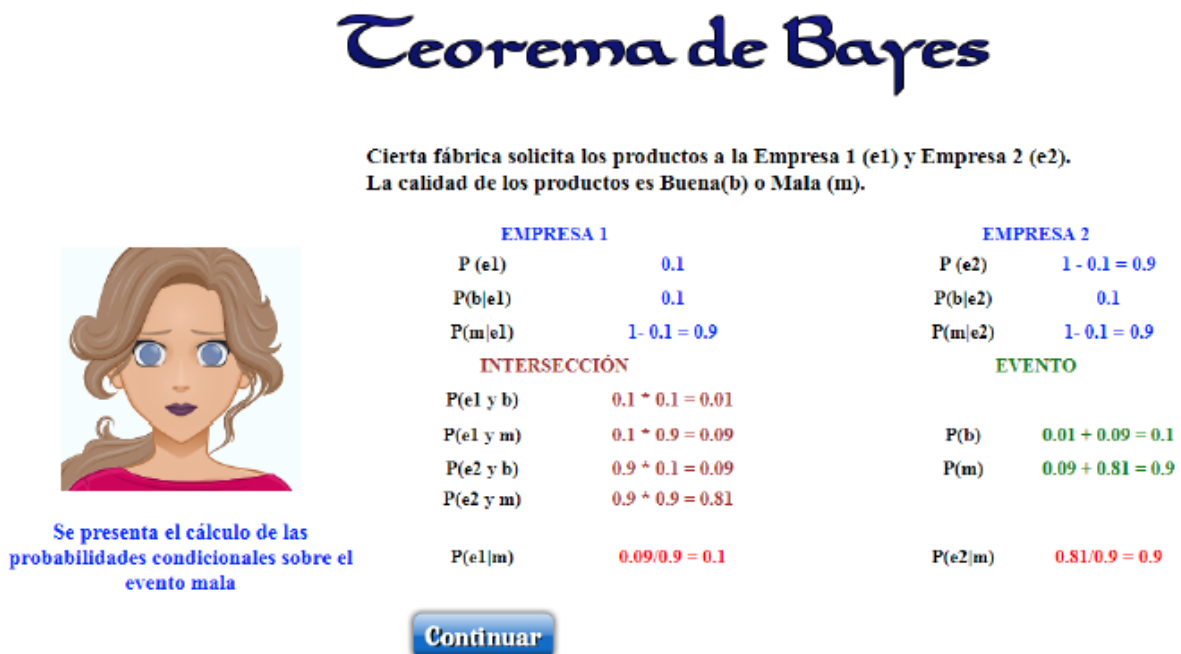 Teorema de Bayes
Cierta fábrica solicita los productos a la Empresa 1 (e1) y Empresa 2 (e2).
La calidad de los productos es Buena(b) o Mala (m).
EMPRESA 1 EMPRESA 2
P (e1) 0.1 P (e2) 1 - 0.1 = 0.9
P(b|e1) 0.1 P(b|e2) 0.1
P(m|e1) 1- 0.1 = 0.9 P(m|e2) 1- 0.1 = 0.9
INTERSECCIÓN EVENTO
P(e1 y b) 0.1 * 0.1 = 0.01
P(e1 y m) 0.1 * 0.9 = 0.09 P(b) 0.01 + 0.09 = 0.1
P(e2 y b) 0.9 * 0.1 = 0.09 P(m) 0.09 + 0.81 = 0.9
P(e2 y m) 0.9 * 0.9 = 0.81
Se presenta el cálculo de las
probabilidades condicionales sobre el
evento mala
P(e1|m) 0.09/0.9 = 0.1 P(e2|m) 0.81/0.9 = 0.9
Continuar